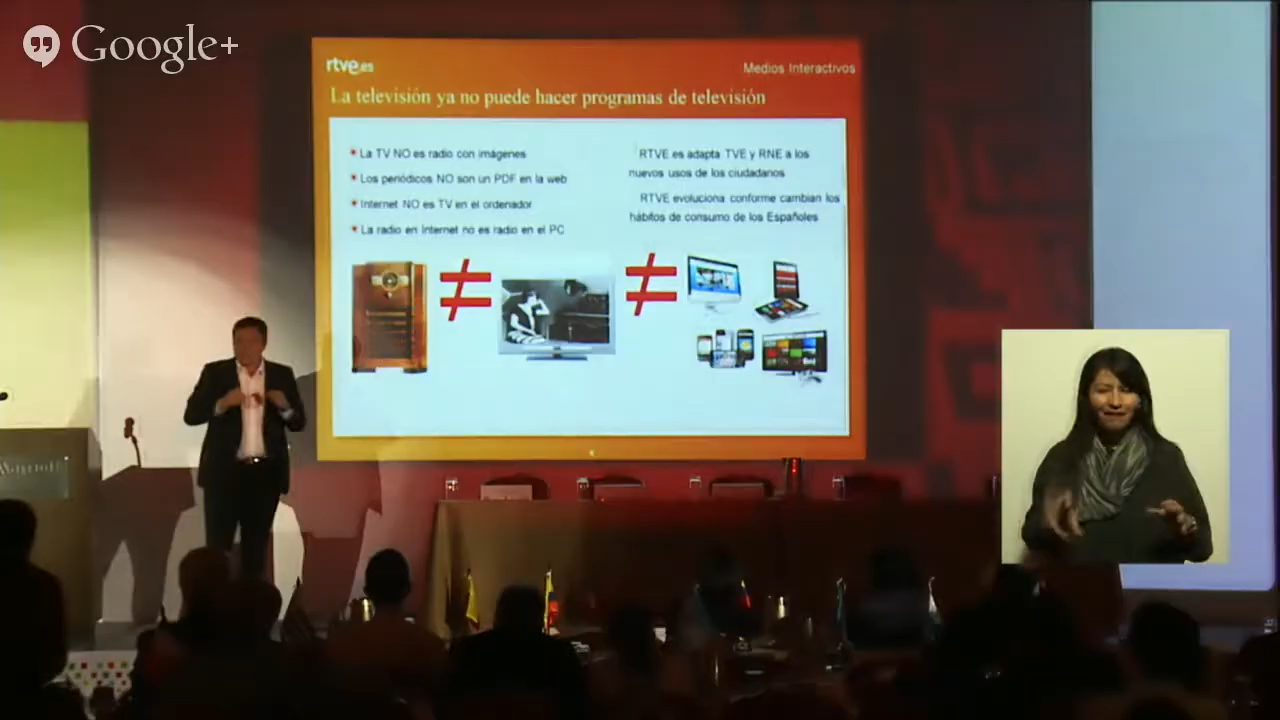 Google+
rtve.es
Medios Interactivos
La televisión ya no puede hacer programas de televisión
* La TV NO es radio con imágenes
* Los periódicos NO son un PDF en la web
* Internet NO es TV en el ordenador
* La radio en Internet no es radio en el PC
RTVE es adapta TVE y RNE a los
nuevos usos de los ciudadanos
RTVE evoluciona conforme cambian los
hábitos de consumo de los Españoles
≠
≠
Marriott